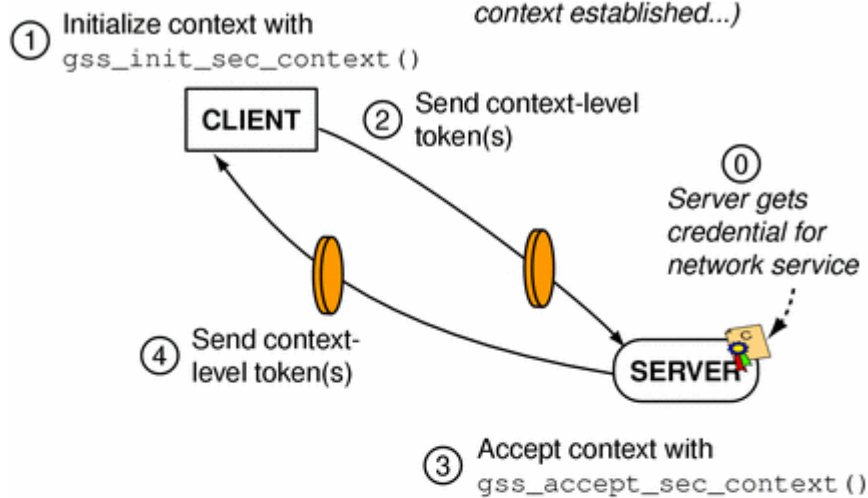 context established...)
① Initialize context with
gss_init_sec_context()
CLIENT
② Send context-level
token(s)
⓪
Server gets
credential for
network service
④ Send context-
level token(s)
C
SERVER
③ Accept context with
gss_accept_sec_context()